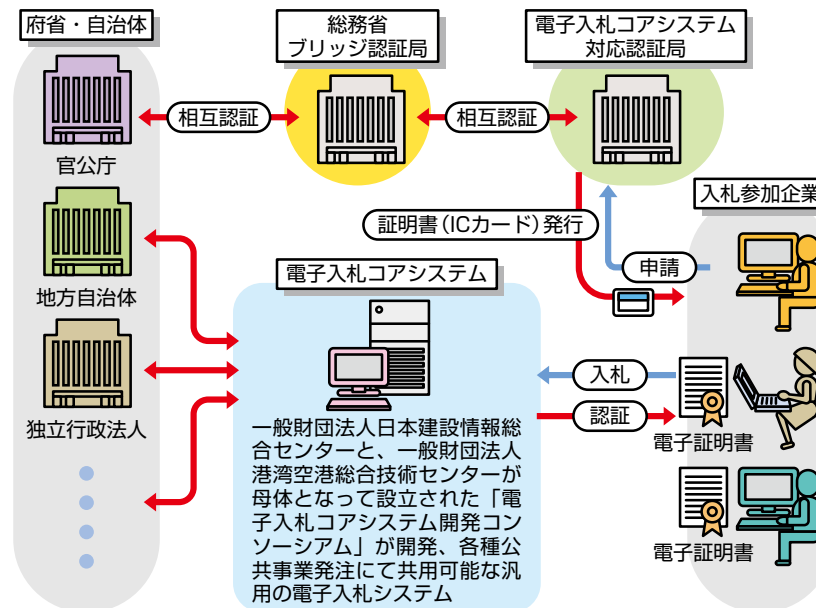 府省・自治体
総務省
ブリッジ認証局
電子入札コアシステム
対応認証局
相互認証
相互認証
官公庁
証明書(ICカード)発行
入札参加企業
申請
地方自治体
電子入札コアシステム
独立行政法人
入札
認証
電子証明書
一般財団法人日本建設情報総
合センターと、一般財団法人
港湾空港総合技術センターが
母体となって設立された「電
子入札コアシステム開発コン
ソーシアム」が開発、各種公
共事業発注にて共用可能な汎
用の電子入札システム
電子証明書